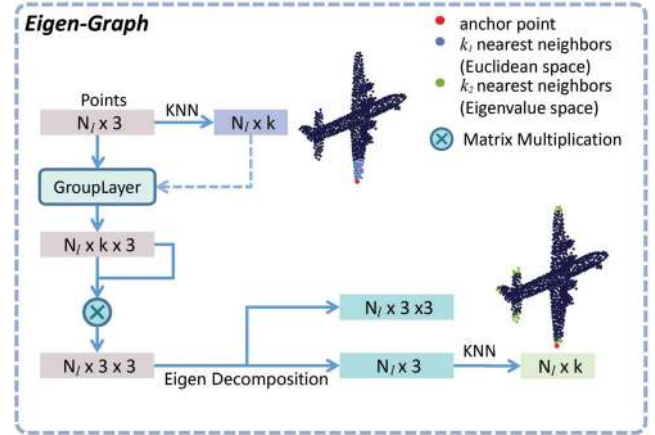 Eigen-Graph
anchor point
k₁ nearest neighbors
(Euclidean space)
k₂ nearest neighbors
(Eigenvalue space)
Matrix Multiplication
Points
KNN
Nₗ x 3
Nₗ x k
GroupLayer
Nₗ x k x 3
Nₗ x 3 x3
Nₗ x 3 x 3
Eigen Decomposition
Nₗ x 3
KNN
Nₗ x k